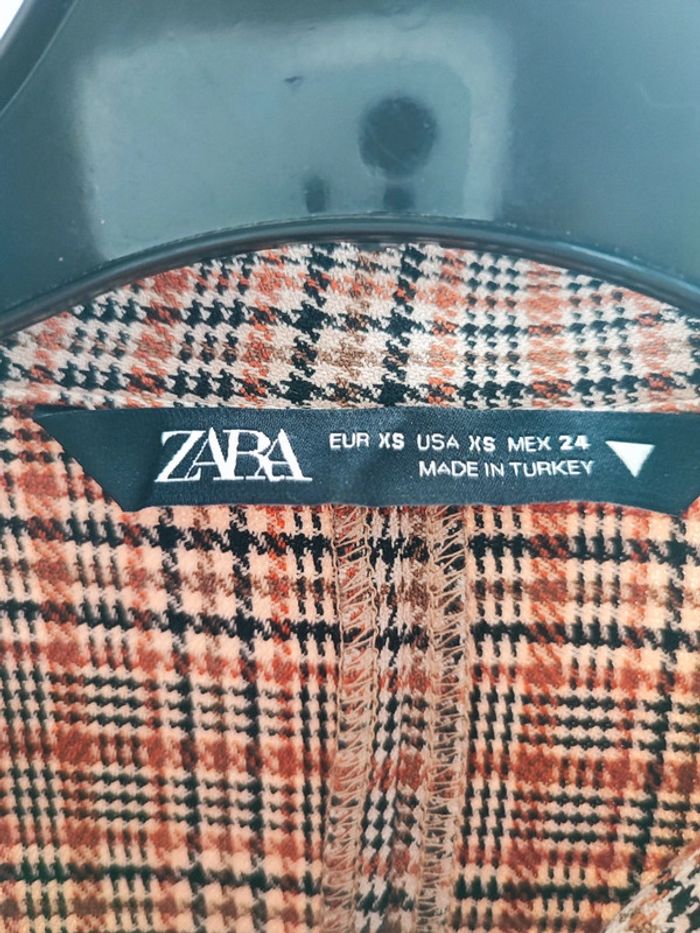 ZARA
EUR XS USA XS MEX 24
MADE IN TURKEY